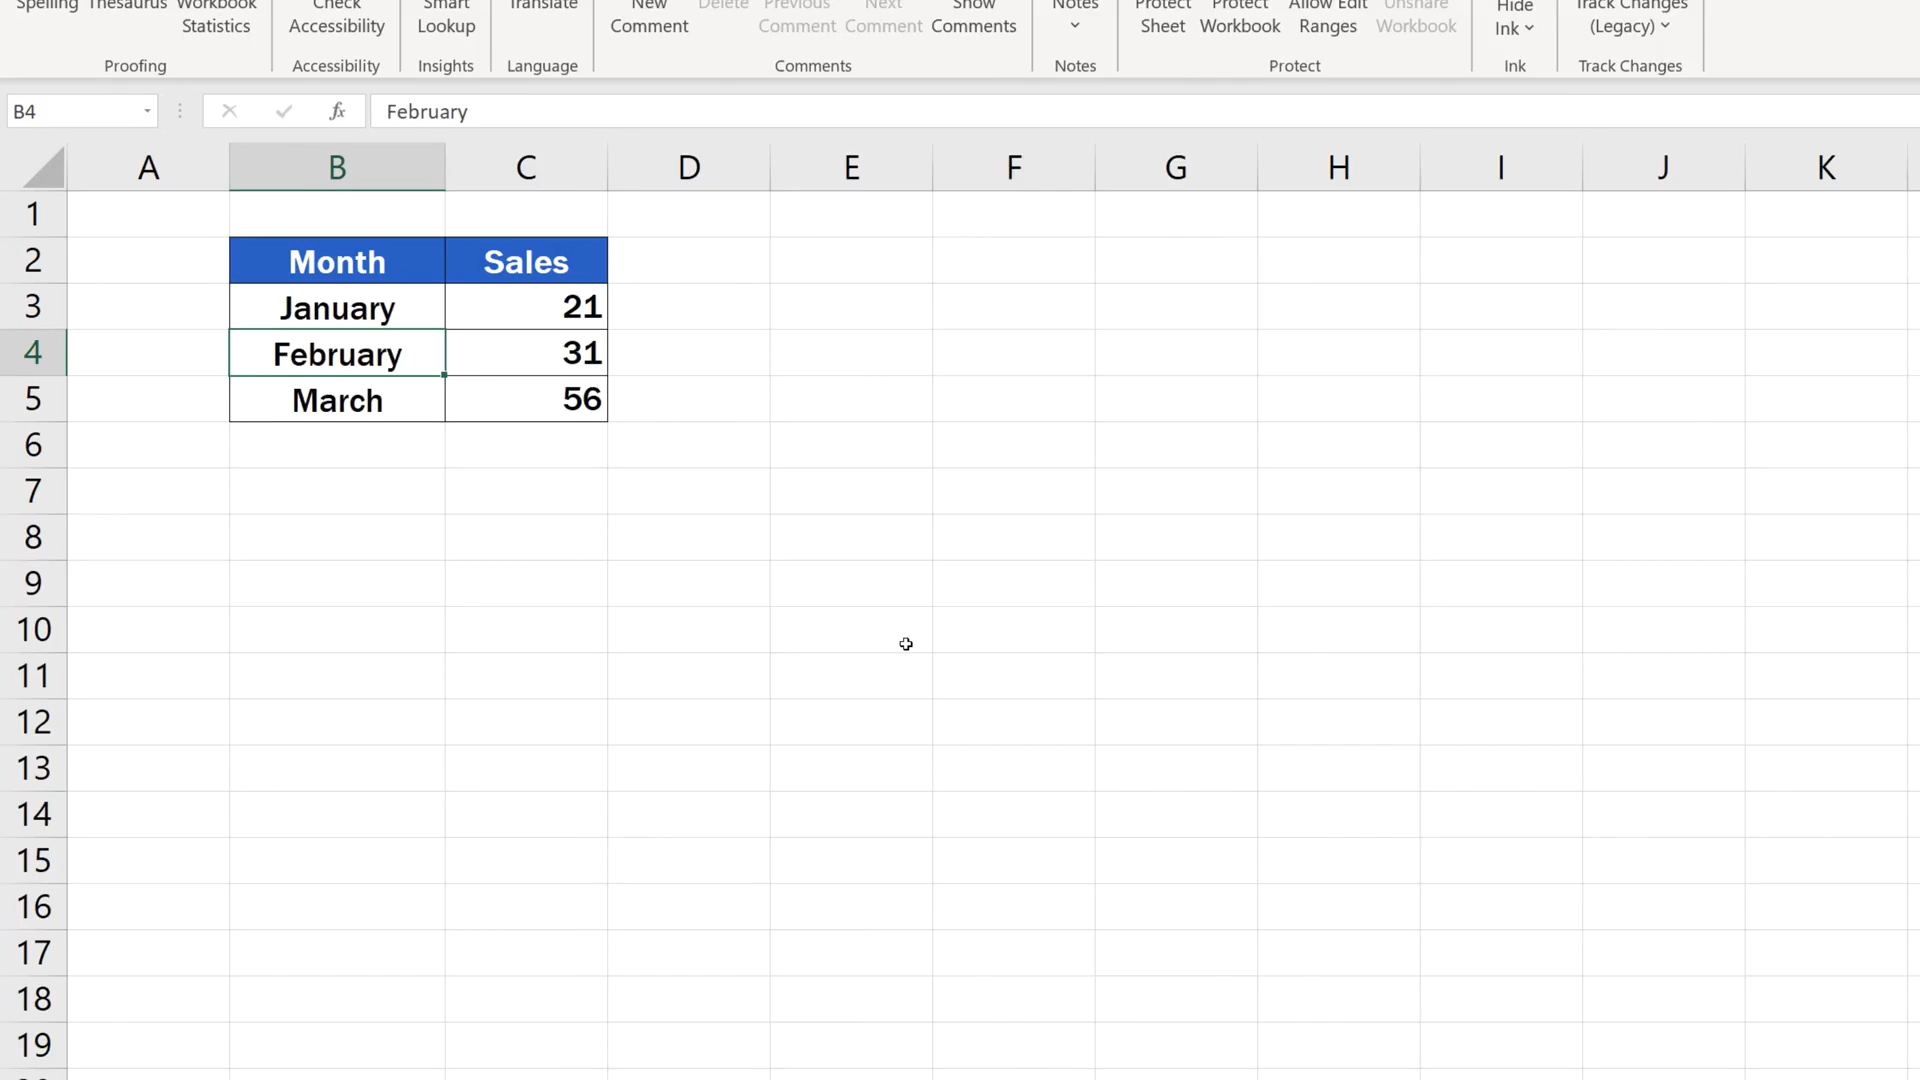 Spelling Thesaurus Workbook Statistics
Check Accessibility
Smart Lookup
Translate
New Comment
Delete
Previous Comment
Next Comment
Show Comments
Notes
Protect Sheet
Protect Workbook
Allow Edit Ranges
Unshare Workbook
Hide Ink
Track Changes (Legacy)
Proofing Accessibility Insights Language Comments Notes Protect Ink Track Changes
B4 fx February
A B C D E F G H I J K
1
2 Month Sales
3 January 21
4 February 31
5 March 56
6
7
8
9
10
11
12
13
14
15
16
17
18
19